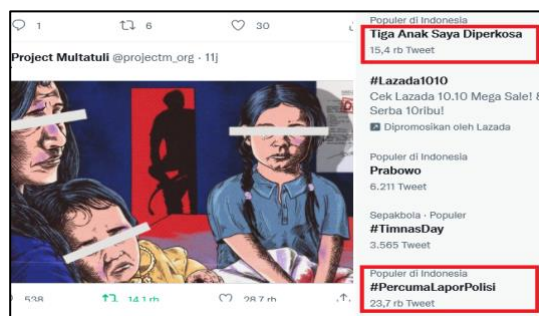 1 6 30
Project Multatuli @projectm_org · 11j
538 14,1 rb 28,7 rb
Populer di Indonesia
Tiga Anak Saya Diperkosa
15,4 rb Tweet
#Lazada1010
Cek Lazada 10.10 Mega Sale! &
Serba 10ribu!
Dipromosikan oleh Lazada
Populer di Indonesia
Prabowo
6.211 Tweet
Sepakbola · Populer
#TimnasDay
3.565 Tweet
Populer di Indonesia
#PercumaLaporPolisi
23,7 rb Tweet